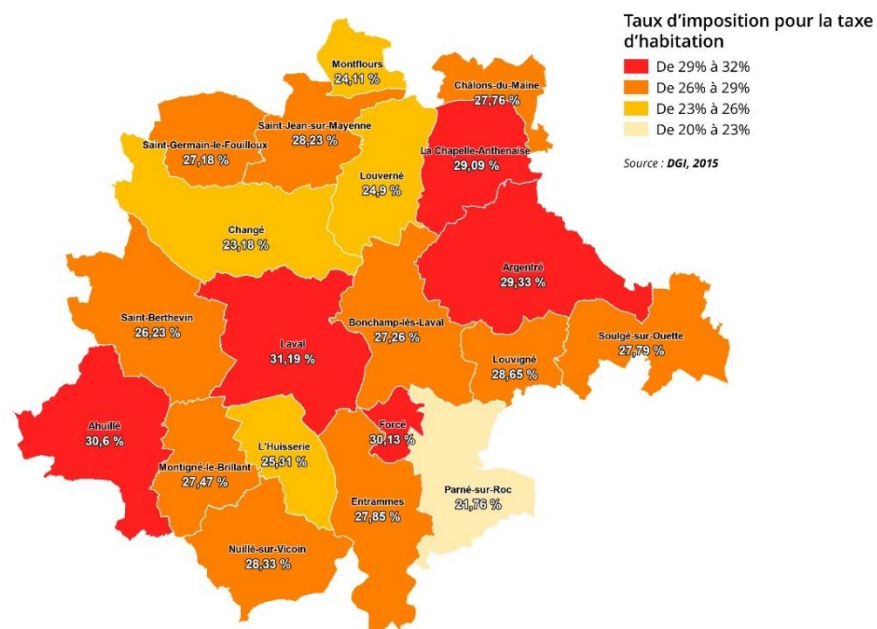 Taux d'imposition pour la taxe
d'habitation
De 29% à 32%
De 26% à 29%
De 23% à 26%
De 20% à 23%
Source : DGI, 2015
Montflours
24,11 %
Châlons-du-Maine
27,76 %
Saint-Jean-sur-Mayenne
28,23 %
Saint-Germain-le-Fouilloux
27,18 %
La Chapelle-Anthenaise
29,09 %
Louverné
24,9 %
Changé
23,18 %
Argentré
29,33 %
Saint-Berthevin
26,23 %
Bonchamp-lès-Laval
27,26 %
Laval
31,19 %
Soulgé-sur-Ouette
27,79 %
Louvigné
28,65 %
Ahuillé
30,6 %
Forcé
30,13 %
L'Huisserie
25,31 %
Montigné-le-Brillant
27,47 %
Parné-sur-Roc
21,76 %
Entrammes
27,85 %
Nuillé-sur-Vicoin
28,33 %